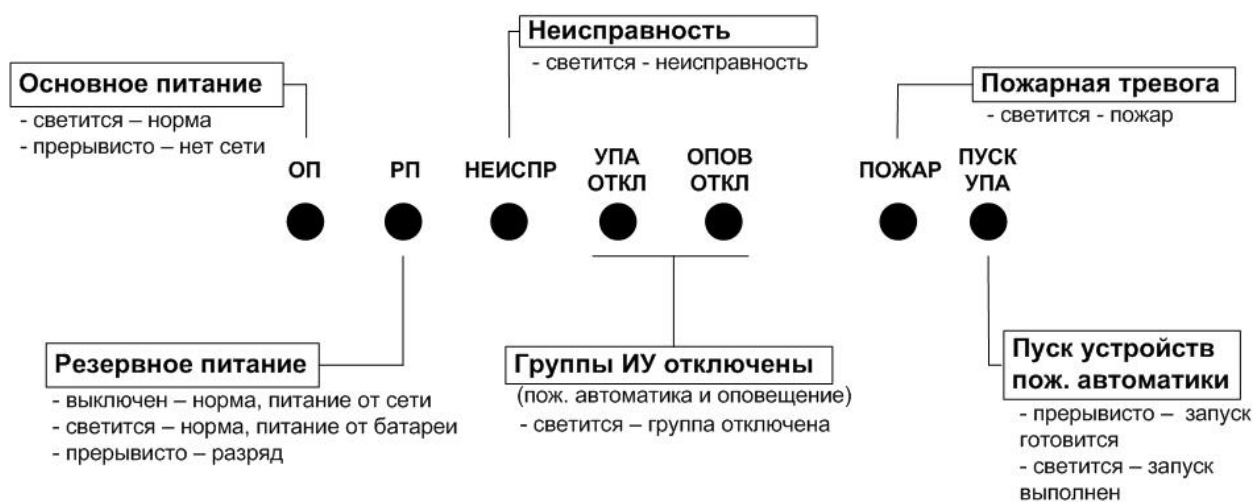 Неисправность
- светится - неисправность
Основное питание
- светится – норма
- прерывисто – нет сети
Пожарная тревога
- светится - пожар
ОП
РП
НЕИСПР
УПА
ОТКЛ
ОПОВ
ОТКЛ
ПОЖАР
ПУСК
УПА
Резервное питание
- выключен – норма, питание от сети
- светится – норма, питание от батареи
- прерывисто – разряд
Группы ИУ отключены
(пож. автоматика и оповещение)
- светится – группа отключена
Пуск устройств
пож. автоматики
- прерывисто – запуск
готовится
- светится – запуск
выполнен